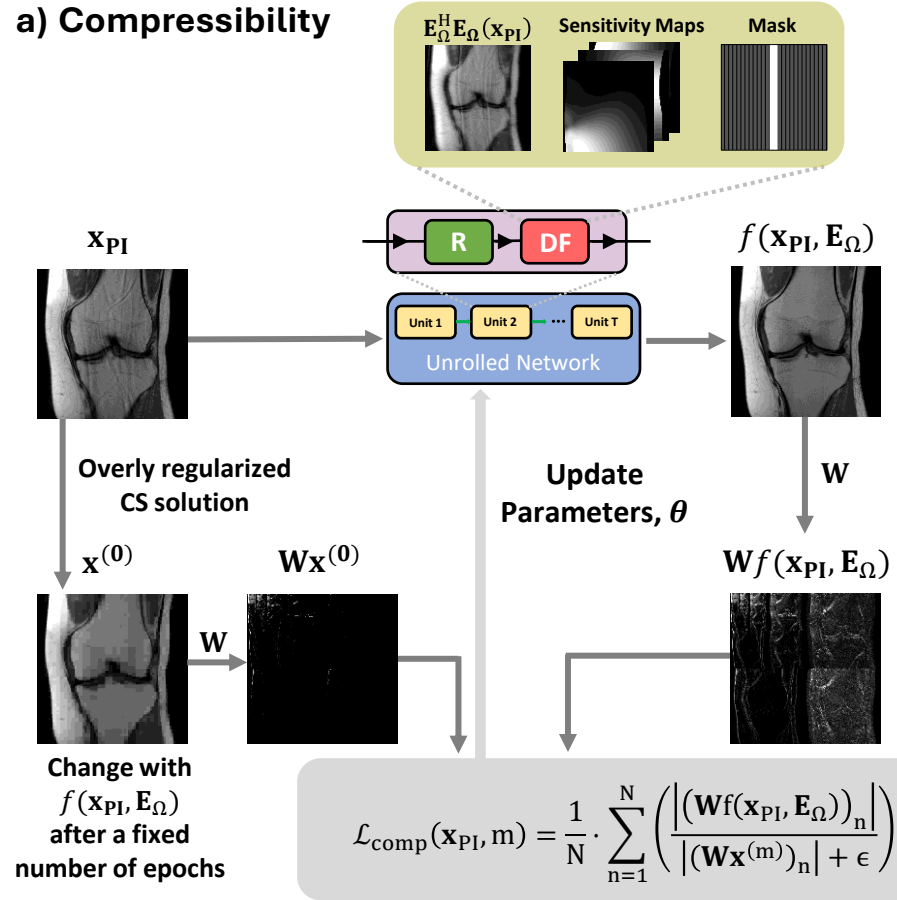 a) Compressibility
𝐄_Ω^H 𝐄_Ω(𝐱_PI)
Sensitivity Maps
Mask
R
DF
𝐱_PI
f(𝐱_PI, 𝐄_Ω)
Unit 1
Unit 2
...
Unit T
Unrolled Network
Overly regularized
CS solution
Update
Parameters, θ
W
𝐱^(0)
W𝐱^(0)
Wf(𝐱_PI, 𝐄_Ω)
W
Change with
f(𝐱_PI, 𝐄_Ω)
after a fixed
number of epochs
ℒ_comp(𝐱_PI, m) = 1/N · ∑_{n=1}^{N} ( |(Wf(𝐱_PI, 𝐄_Ω))_n| / (|(W𝐱^(m))_n| + ϵ) )